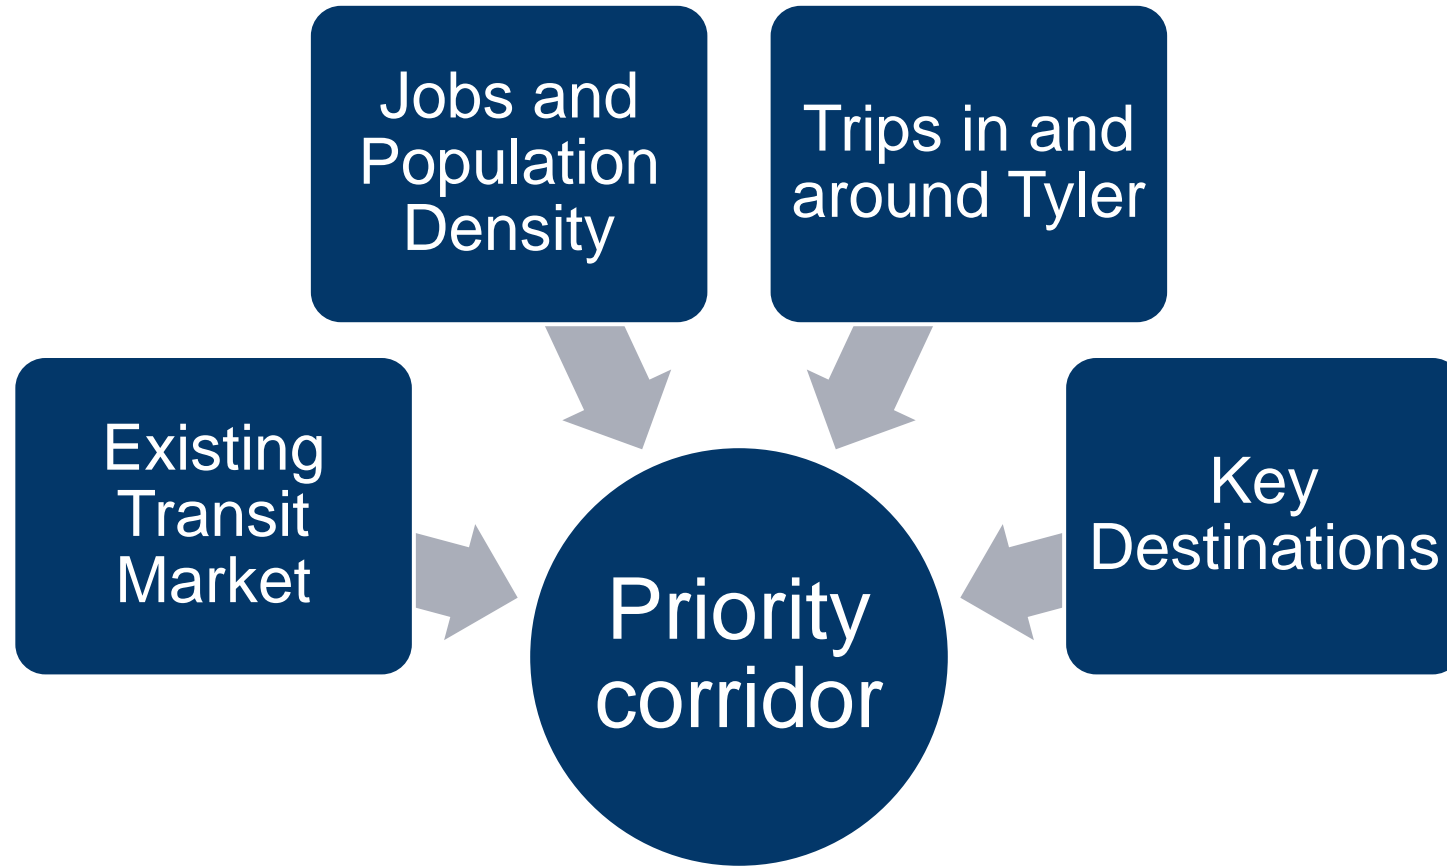 Jobs and
Population
Density
Trips in and
around Tyler
Existing
Transit
Market
Key
Destinations
Priority
corridor